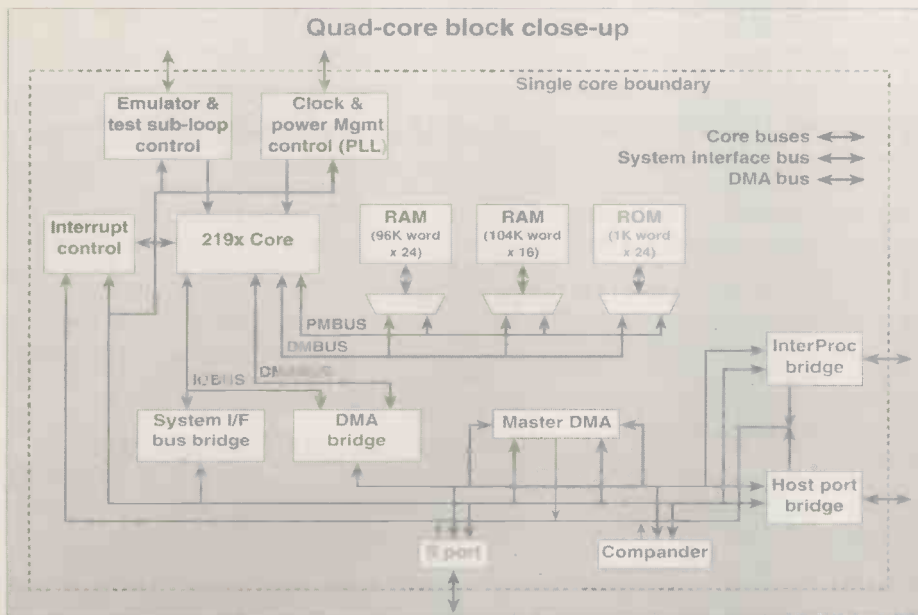 Quad-core block close-up
Single core boundary
Emulator &
test sub-loop
control
Clock &
power Mgmt
control (PLL)
Core buses
System interface bus
DMA bus
Interrupt
control
219x Core
RAM
(96K word
x 24)
RAM
(104K word
x 16)
ROM
(1K word
x 24)
PMBUS
DMBUS
InterProc
bridge
System I/F
bus bridge
DMA
bridge
Master DMA
Host port
bridge
port
Compander